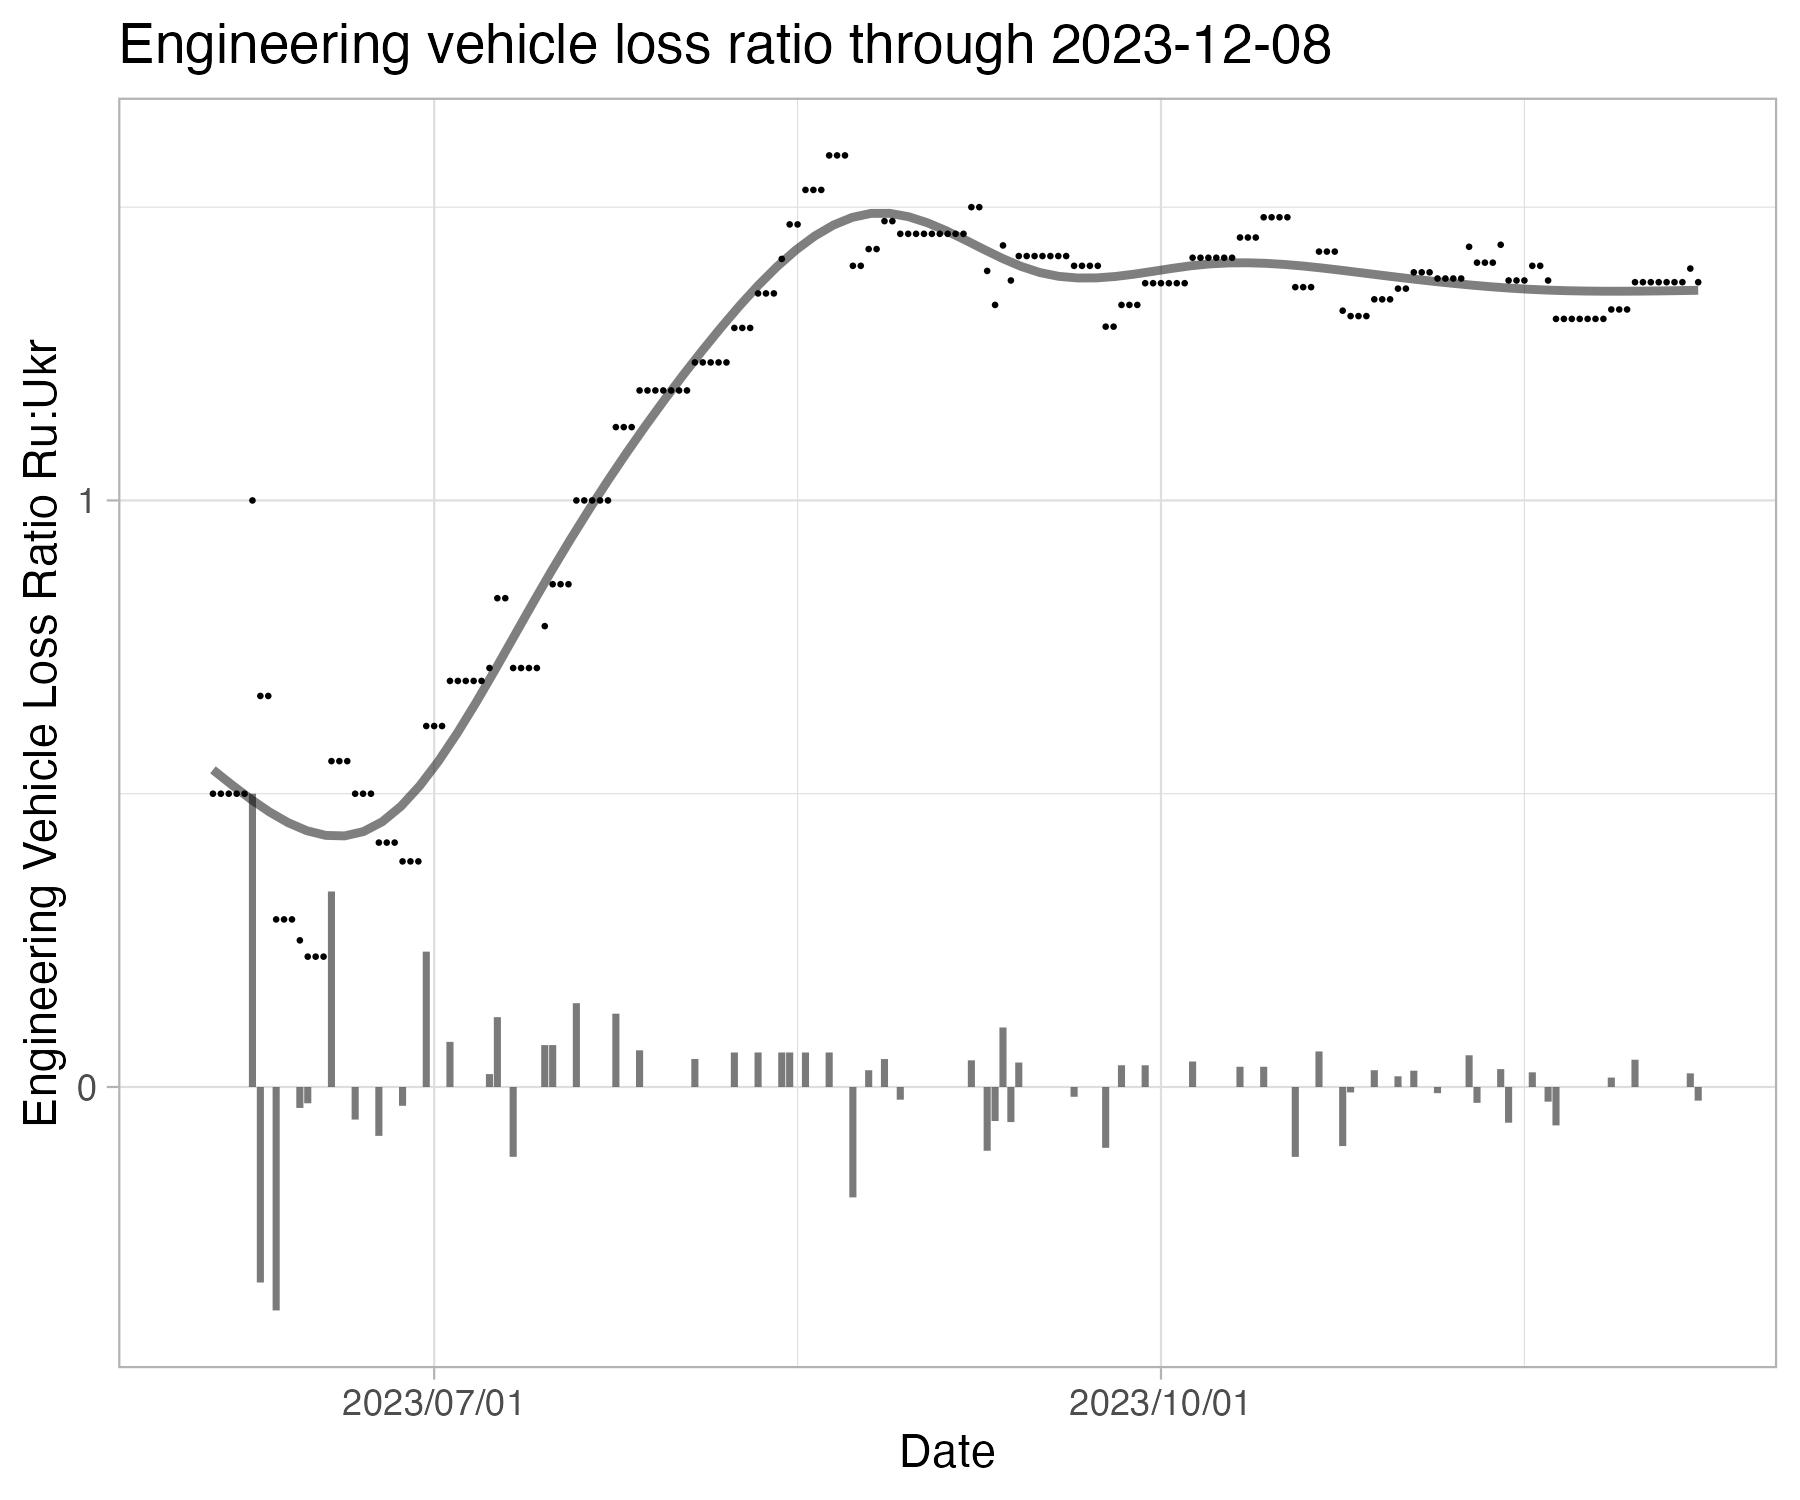 Engineering vehicle loss ratio through 2023-12-08
Engineering Vehicle Loss Ratio Ru:Ukr
1
0
2023/07/01
2023/10/01
Date